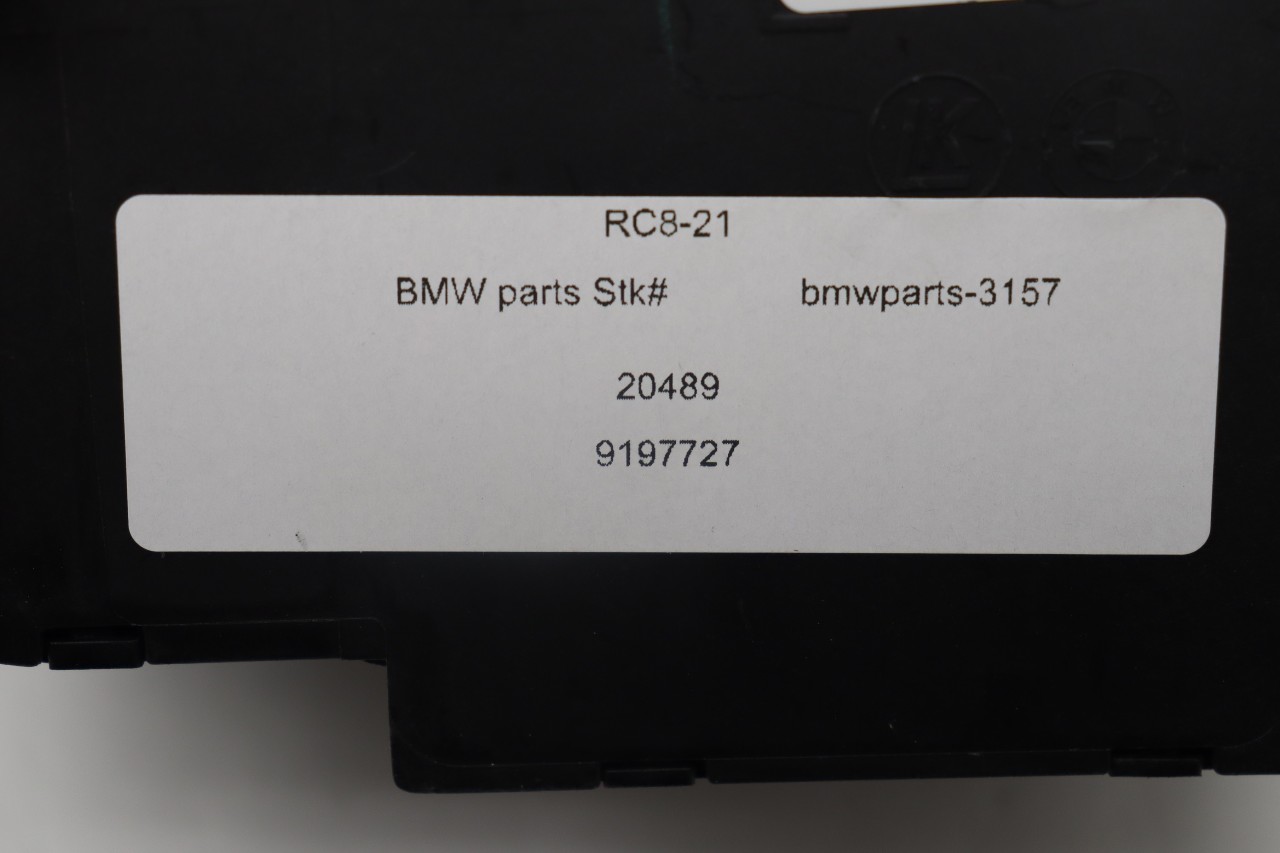 RC8-21
BMW parts Stk# bmwparts-3157
20489
9197727